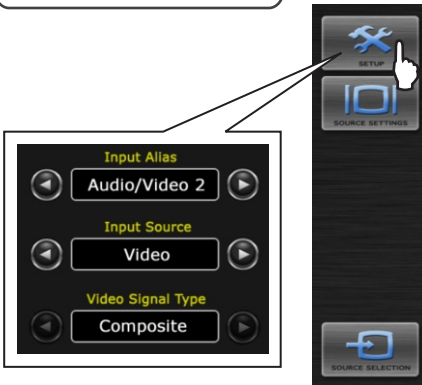 SETUP
SOURCE SETTINGS
Input Alias
Audio/Video 2
Input Source
Video
Video Signal Type
Composite
SOURCE SELECTION